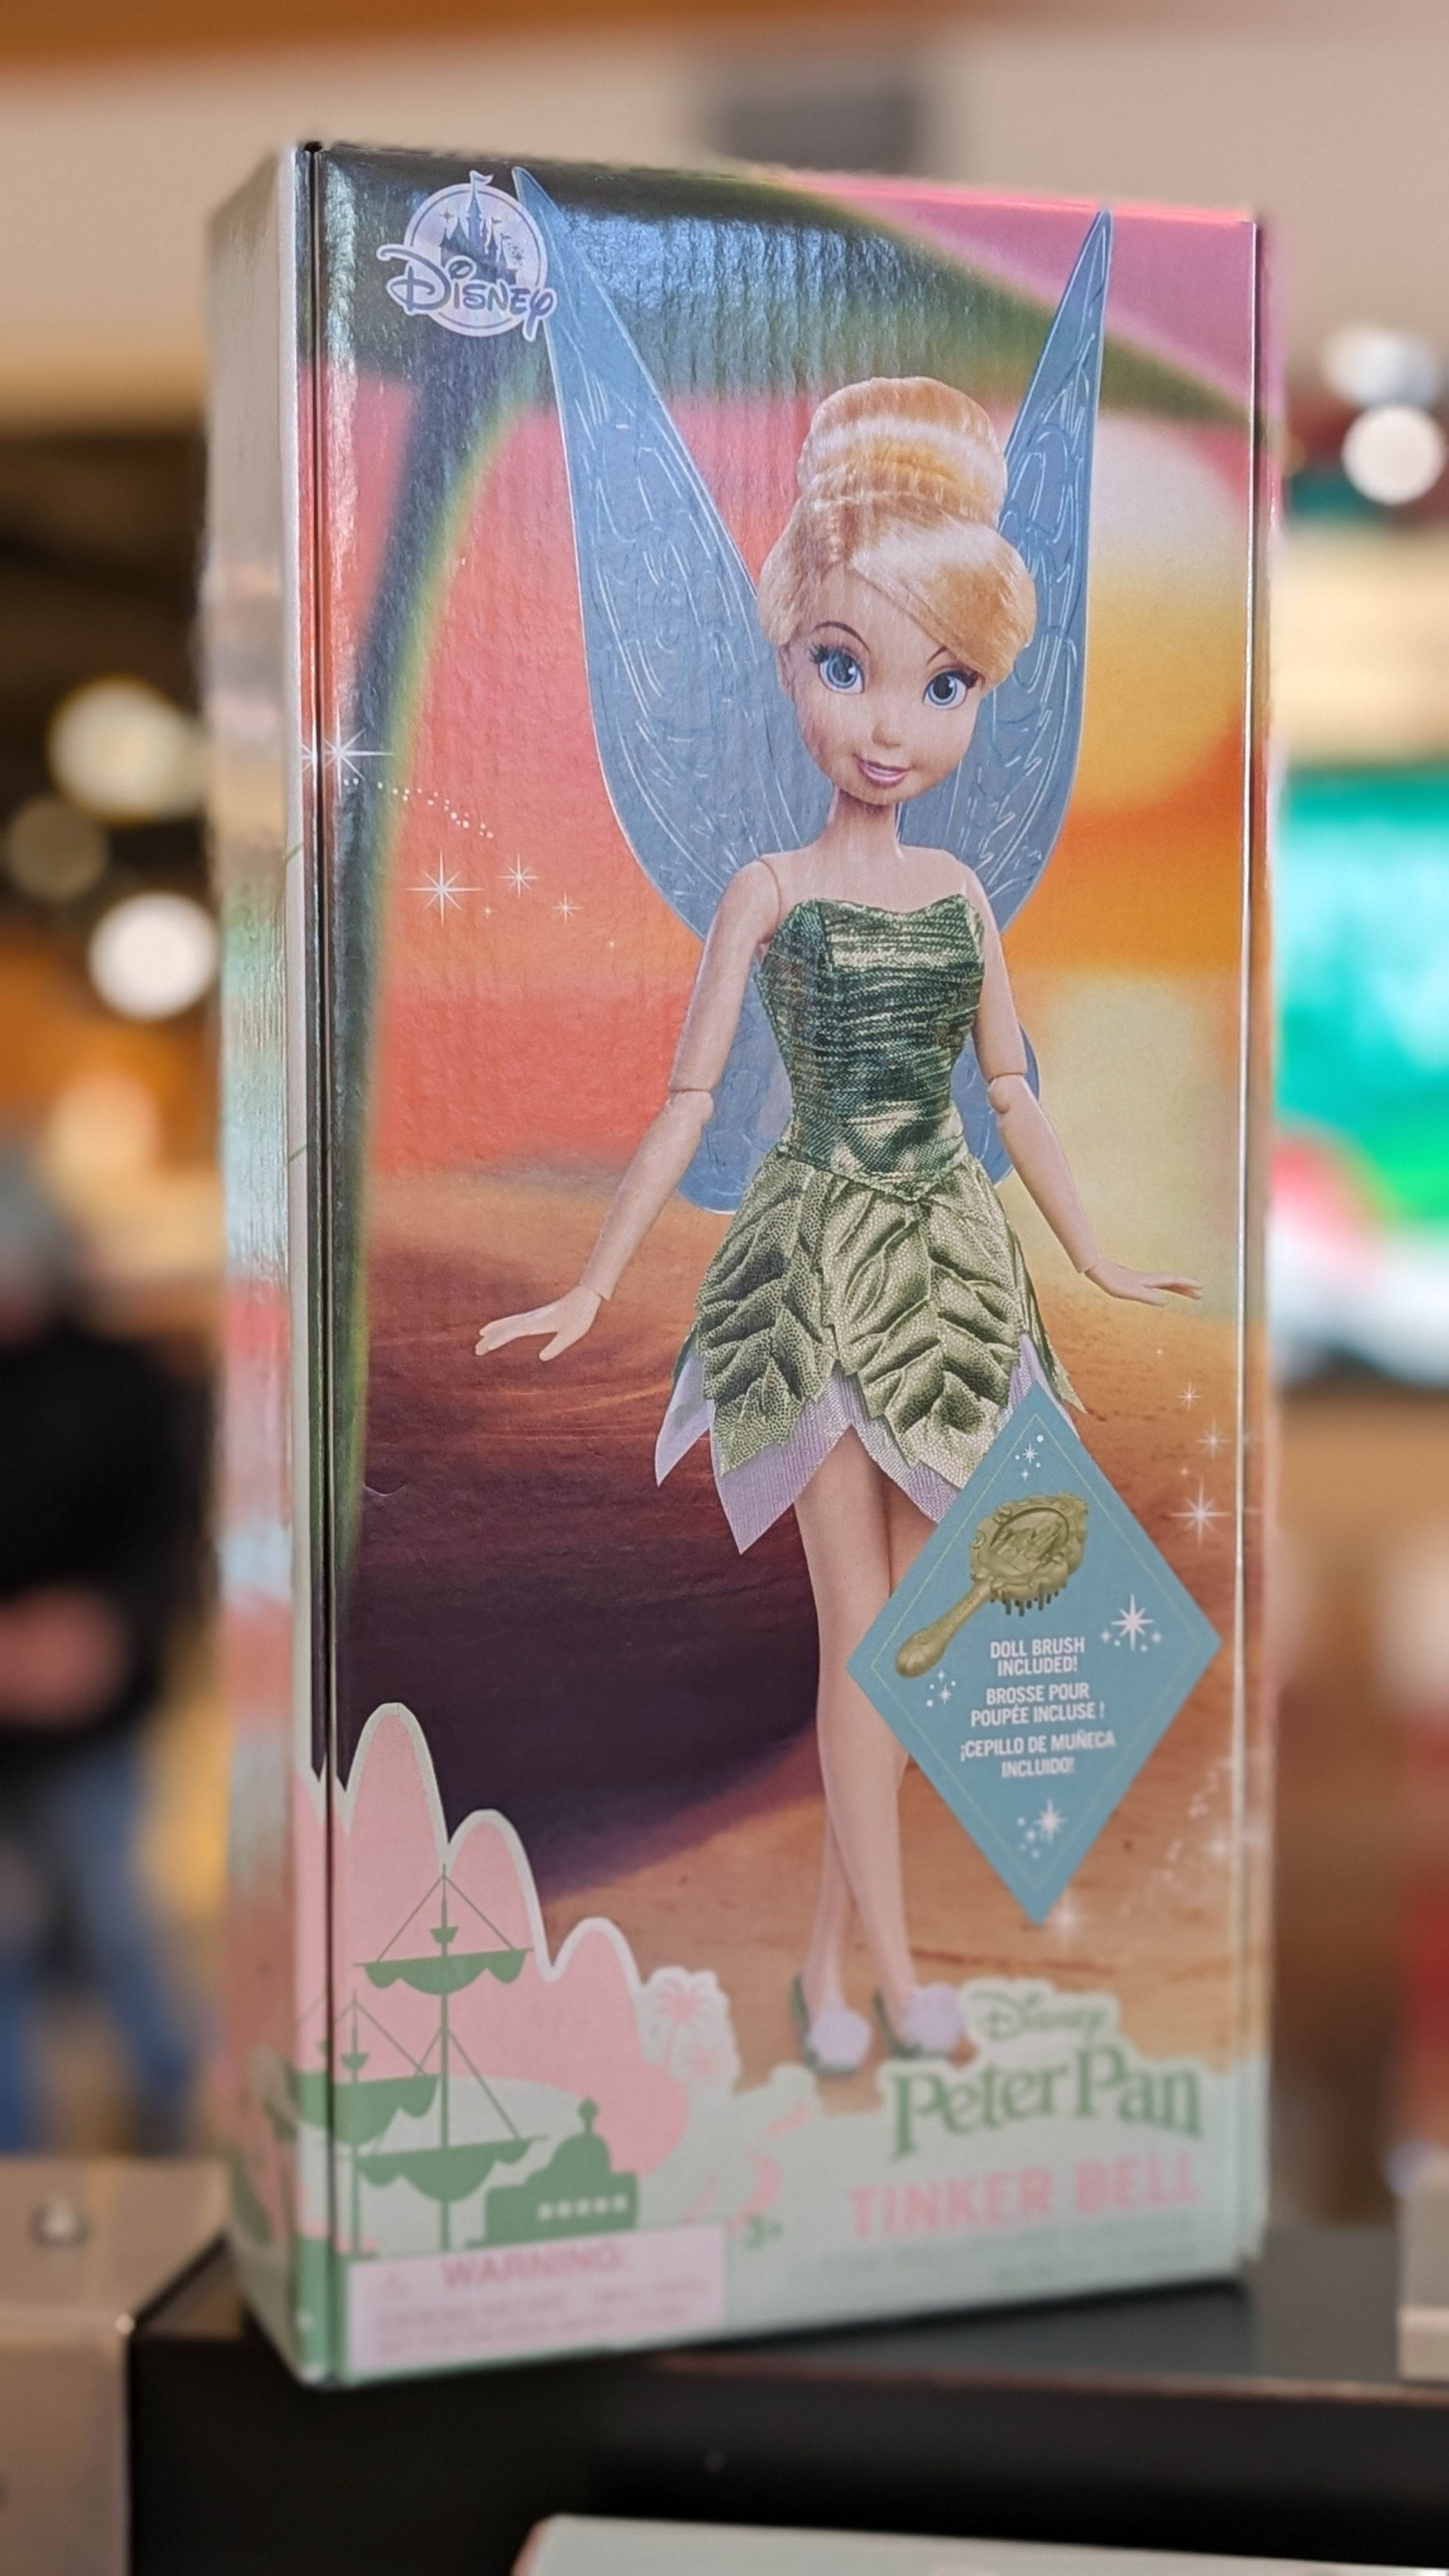 Disney
DOLL BRUSH
INCLUDED!
BROSSE POUR
POUPÉE INCLUSE !
¡CEPILLO DE MUÑECA
INCLUIDO!
Disney
Peter Pan
TINKER BELL
3+
WARNING: